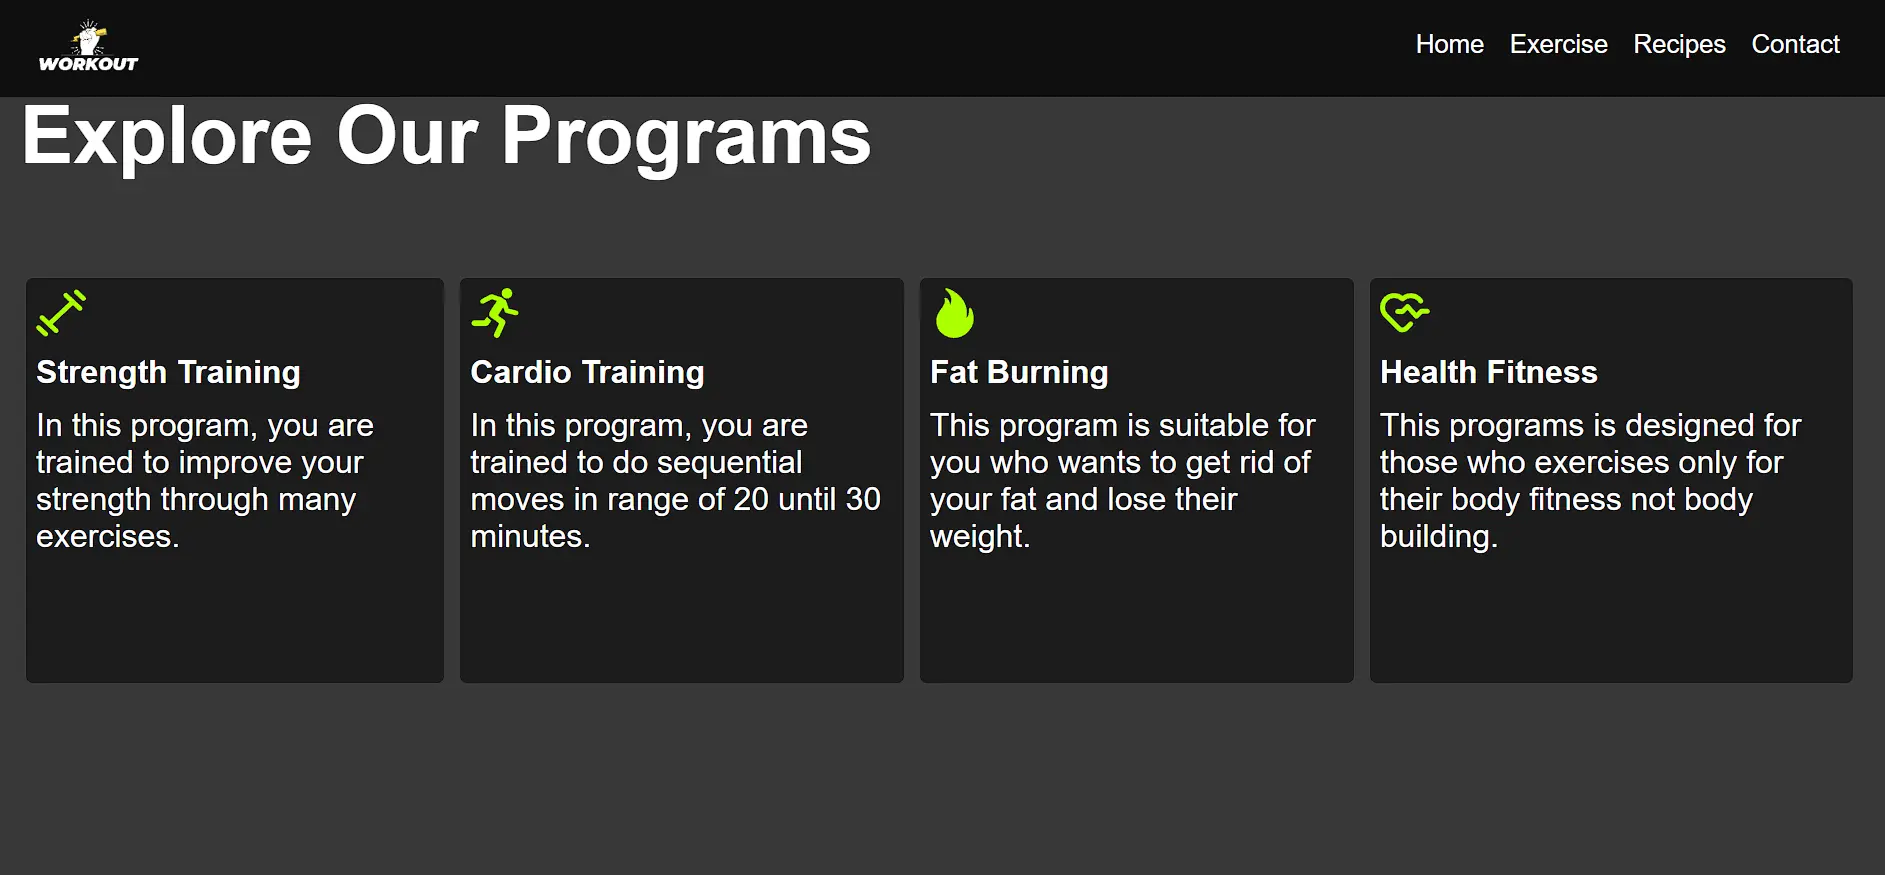 WORKOUT
Home Exercise Recipes Contact
Explore Our Programs
Strength Training
In this program, you are
trained to improve your
strength through many
exercises.
Cardio Training
In this program, you are
trained to do sequential
moves in range of 20 until 30
minutes.
Fat Burning
This program is suitable for
you who wants to get rid of
your fat and lose their
weight.
Health Fitness
This programs is designed for
those who exercises only for
their body fitness not body
building.